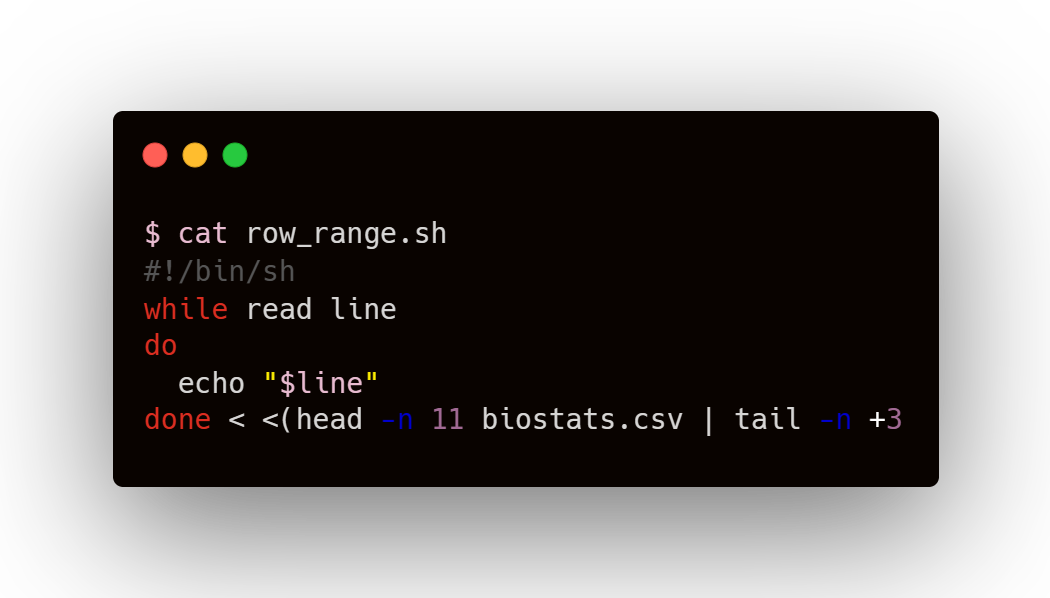 $ cat row_range.sh
#!/bin/sh
while read line
do
  echo "$line"
done < <(head -n 11 biostats.csv | tail -n +3